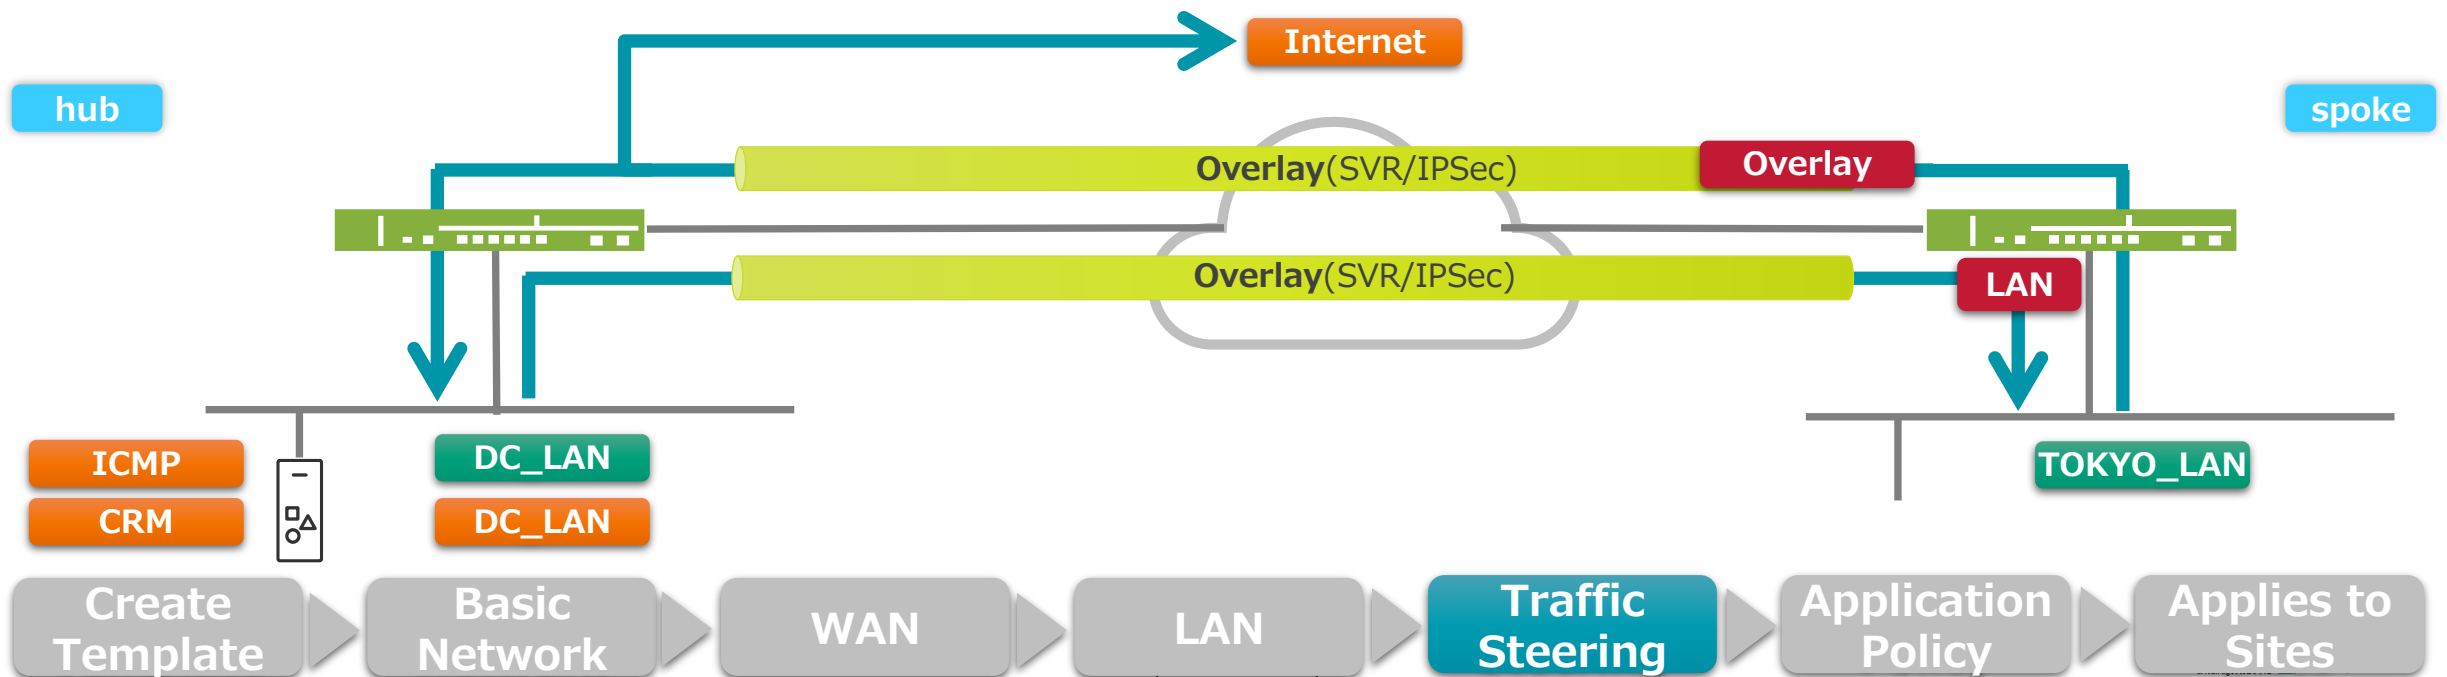 Internet
hub
spoke
Overlay(SVR/IPSec)
Overlay
Overlay(SVR/IPSec)
LAN
ICMP
DC_LAN
TOKYO_LAN
CRM
DC_LAN
Create
Template
Basic
Network
WAN
LAN
Traffic
Steering
Application
Policy
Applies to
Sites